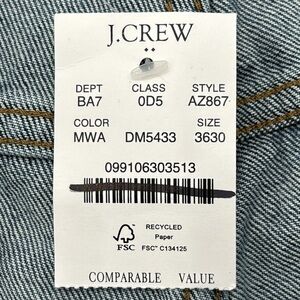 J.CREW
DEPT CLASS STYLE
BA7 0D5 AZ867
COLOR SIZE
MWA DM5433 3630
099106303513
RECYCLED
Paper
FSC
FSC™ C134125
COMPARABLE VALUE